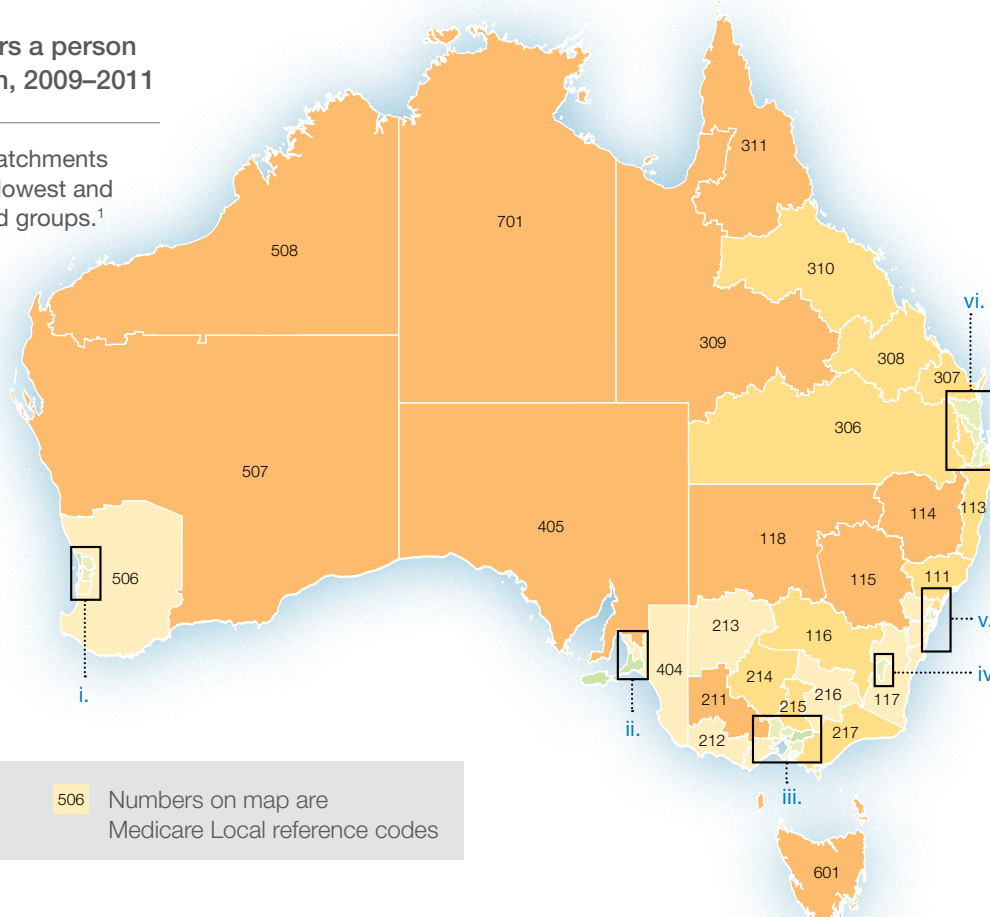 rs a person
n, 2009–2011
atchments
lowest and
d groups.1
311
701
508
310
vi.
309
308
307
306
507
114
113
405
118
506
115
111
213
116
v.
404
214
iv
211
216
117
i.
215
ii.
212
217
iii.
506 Numbers on map are
Medicare Local reference codes
601